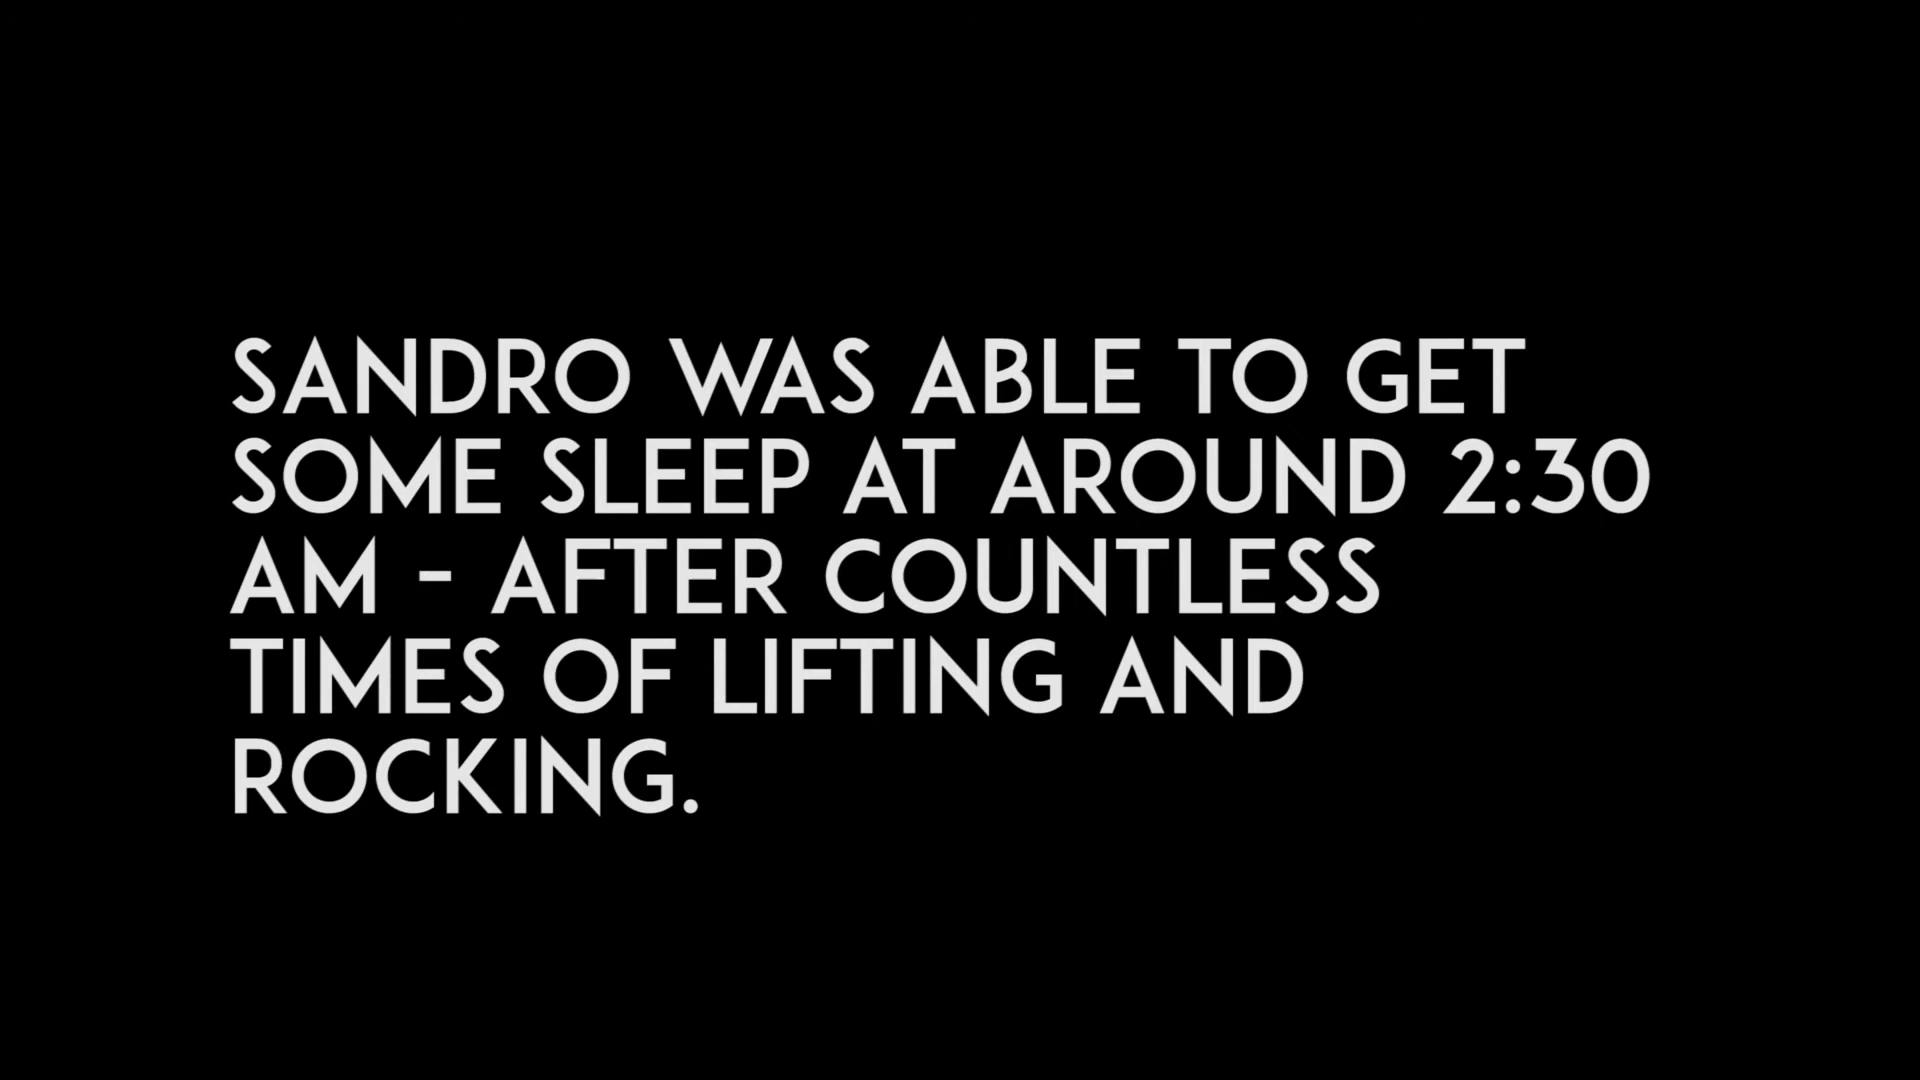 SANDRO WAS ABLE TO GET
SOME SLEEP AT AROUND 2:30
AM - AFTER COUNTLESS
TIMES OF LIFTING AND
ROCKING.